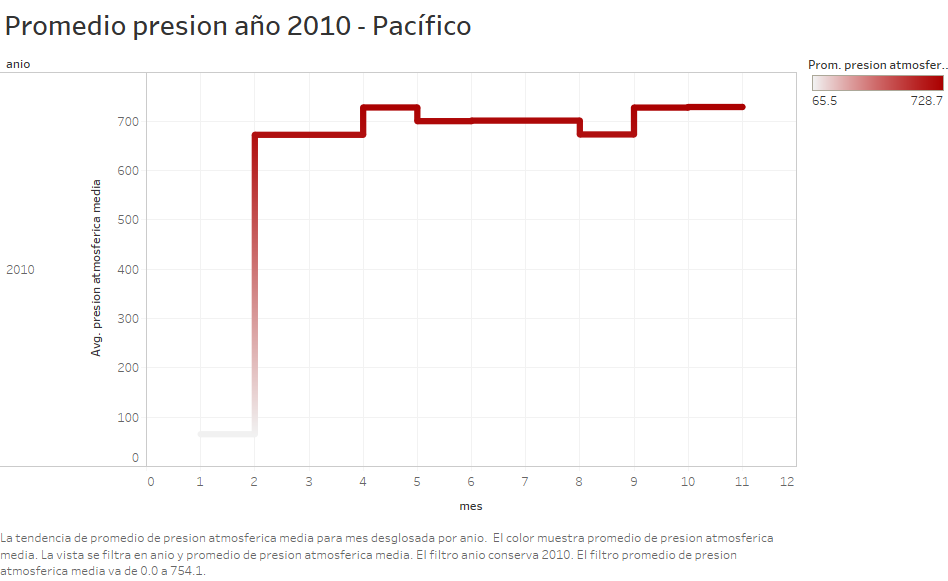 Promedio presion año 2010 - Pacífico
anio
Prom. presion atmosfer..
65.5 728.7
700
600
500
400
300
200
100
0
Avg. presion atmosferica media
2010
0 1 2 3 4 5 6 7 8 9 10 11 12
mes
La tendencia de promedio de presion atmosferica media para mes desglosada por anio. El color muestra promedio de presion atmosferica
media. La vista se filtra en anio y promedio de presion atmosferica media. El filtro anio conserva 2010. El filtro promedio de presion
atmosferica media va de 0.0 a 754.1.